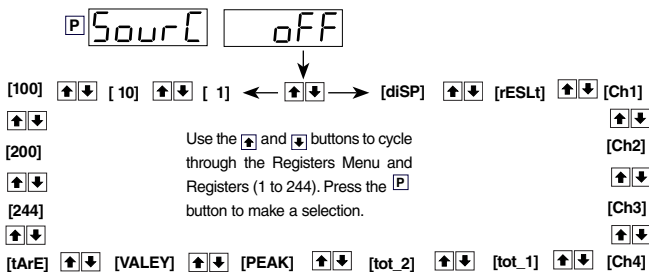 P SourC oFF
[100] [ 10] [ 1] [diSP] [rESLt] [Ch1]
Use the and buttons to cycle
through the Registers Menu and
Registers (1 to 244). Press the P
button to make a selection.
[200] [Ch2]
[244] [Ch3]
[tArE] [VALEY] [PEAK] [tot_2] [tot_1] [Ch4]